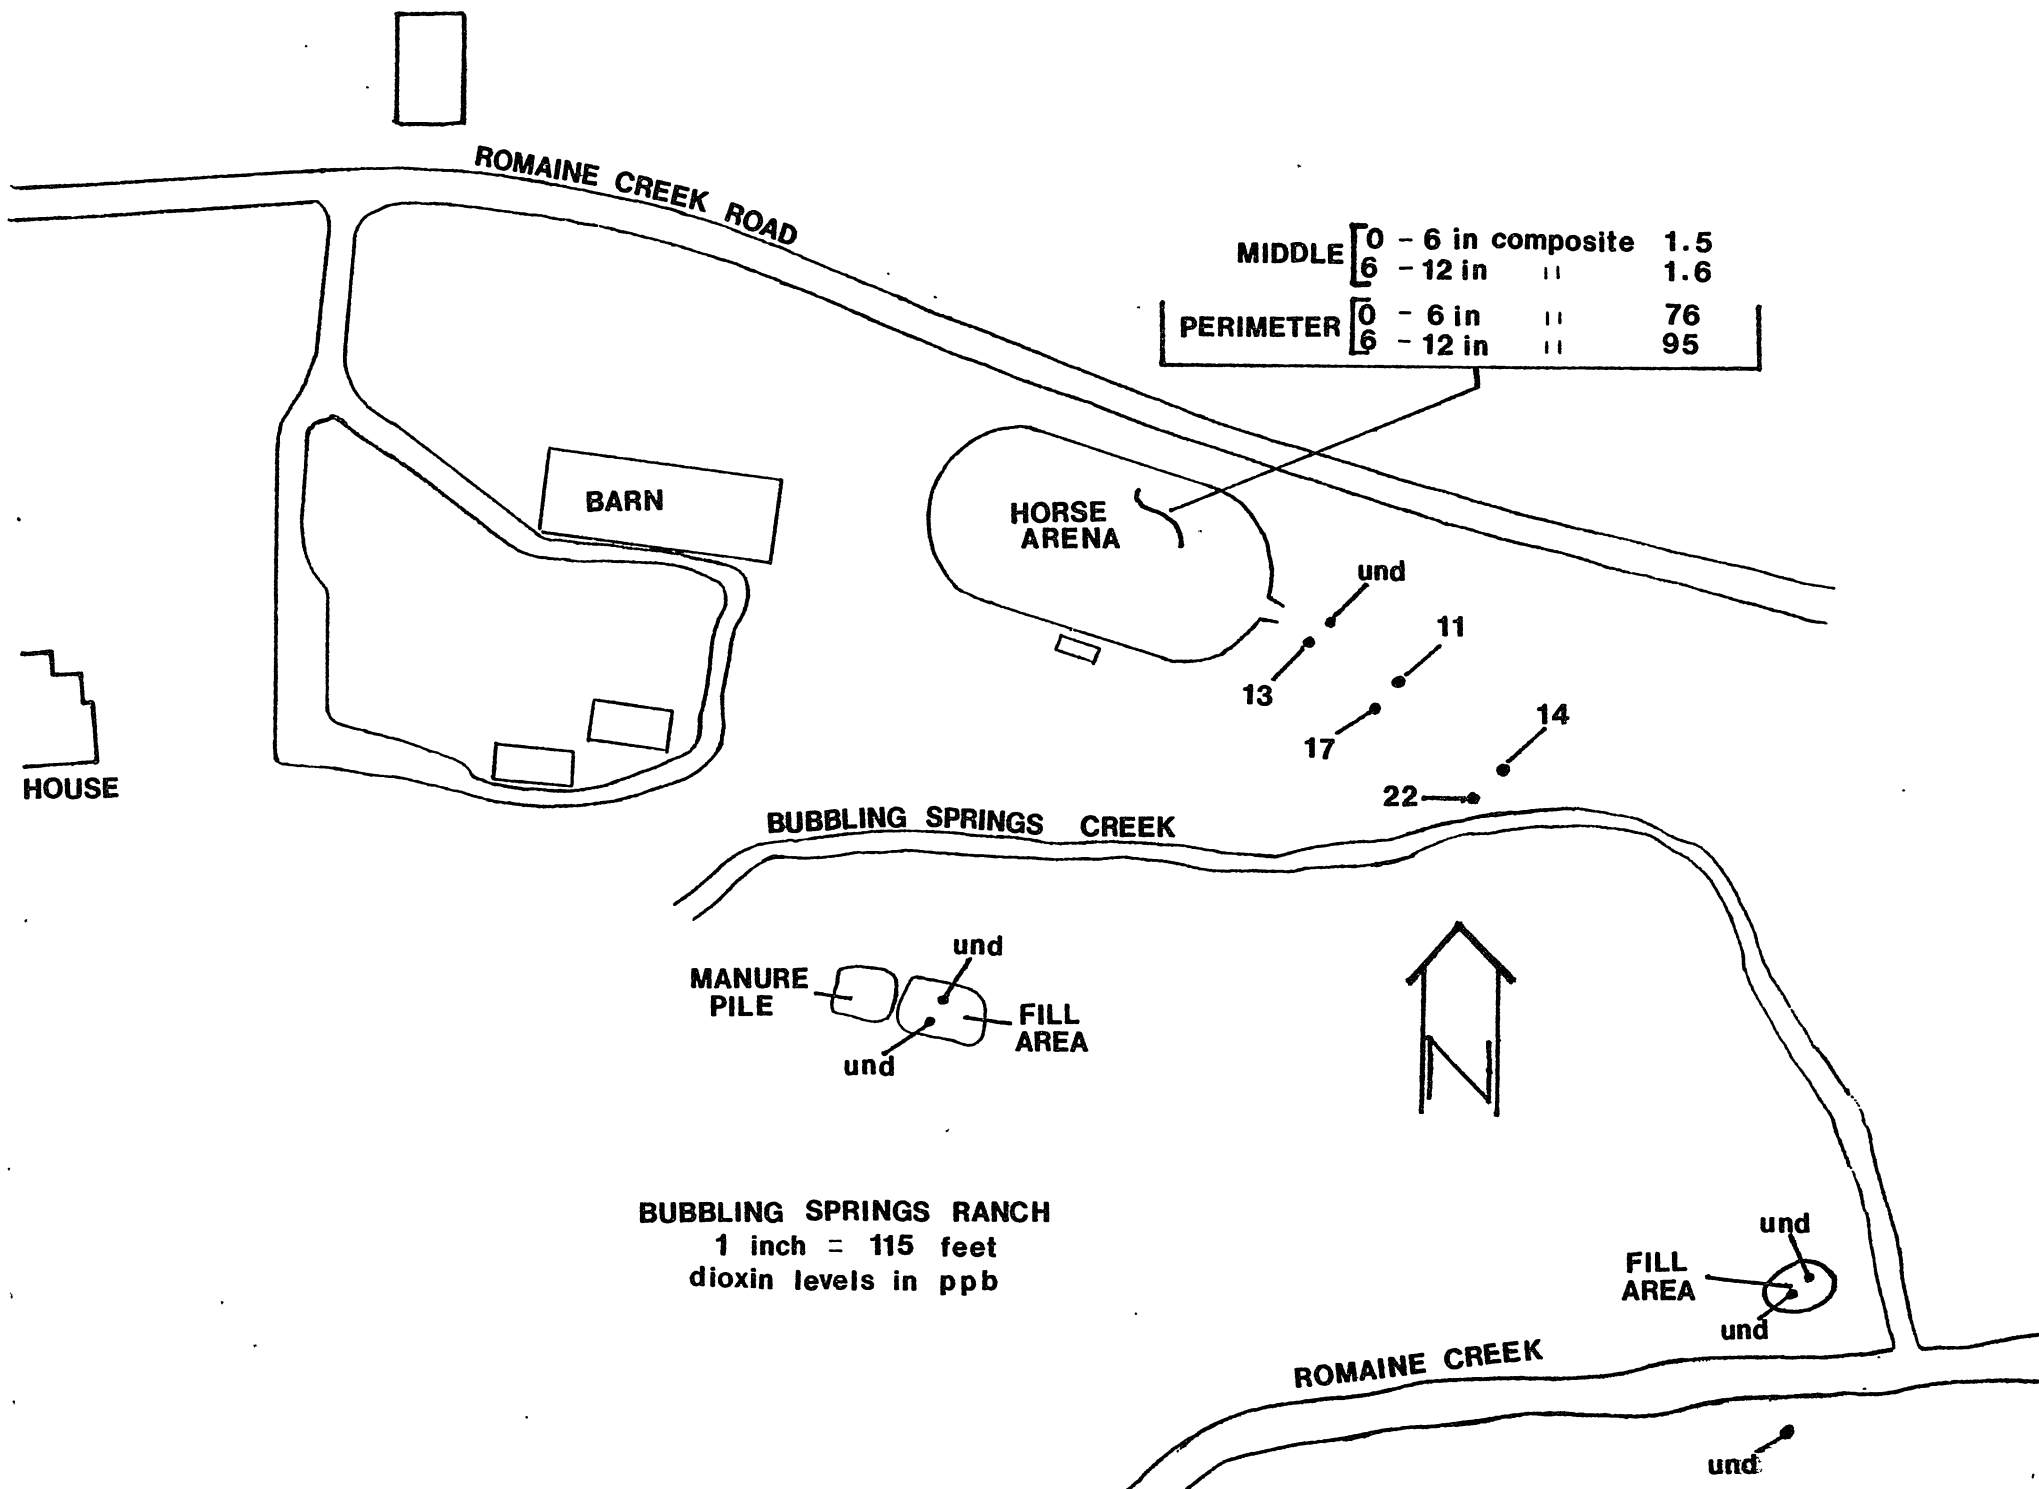 ROMAINE CREEK ROAD
MIDDLE [0 - 6 in composite 1.5
[6 - 12 in " 1.6
PERIMETER [0 - 6 in " 76
[6 - 12 in " 95
BARN
HORSE
ARENA
und
11
13
14
17
22
HOUSE
BUBBLING SPRINGS CREEK
und
MANURE
PILE
FILL
AREA
und
N
BUBBLING SPRINGS RANCH
1 inch = 115 feet
dioxin levels in ppb
und
FILL
AREA
und
ROMAINE CREEK
und